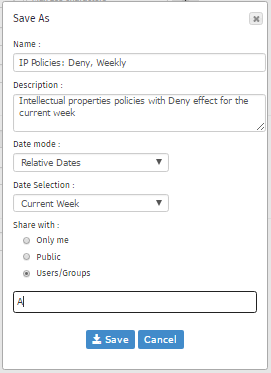 Save As
Name :
IP Policies: Deny, Weekly
Description :
Intellectual properties policies with Deny effect for the
current week
Date mode :
Relative Dates
Date Selection :
Current Week
Share with :
Only me
Public
Users/Groups
A
Save Cancel